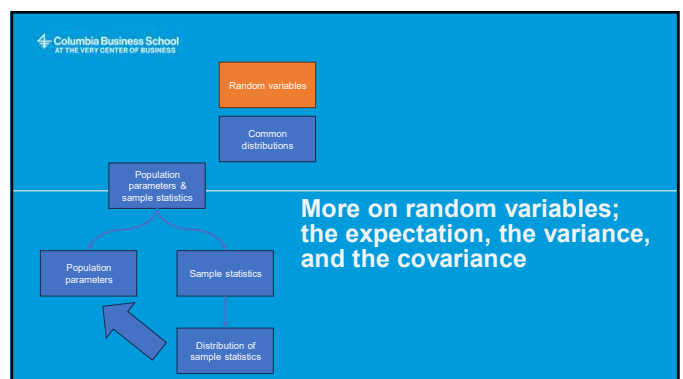 Columbia Business School
AT THE VERY CENTER OF BUSINESS
Random variables
Common
distributions
Population
parameters &
sample statistics
More on random variables;
the expectation, the variance,
and the covariance
Population
parameters
Sample statistics
Distribution of
sample statistics